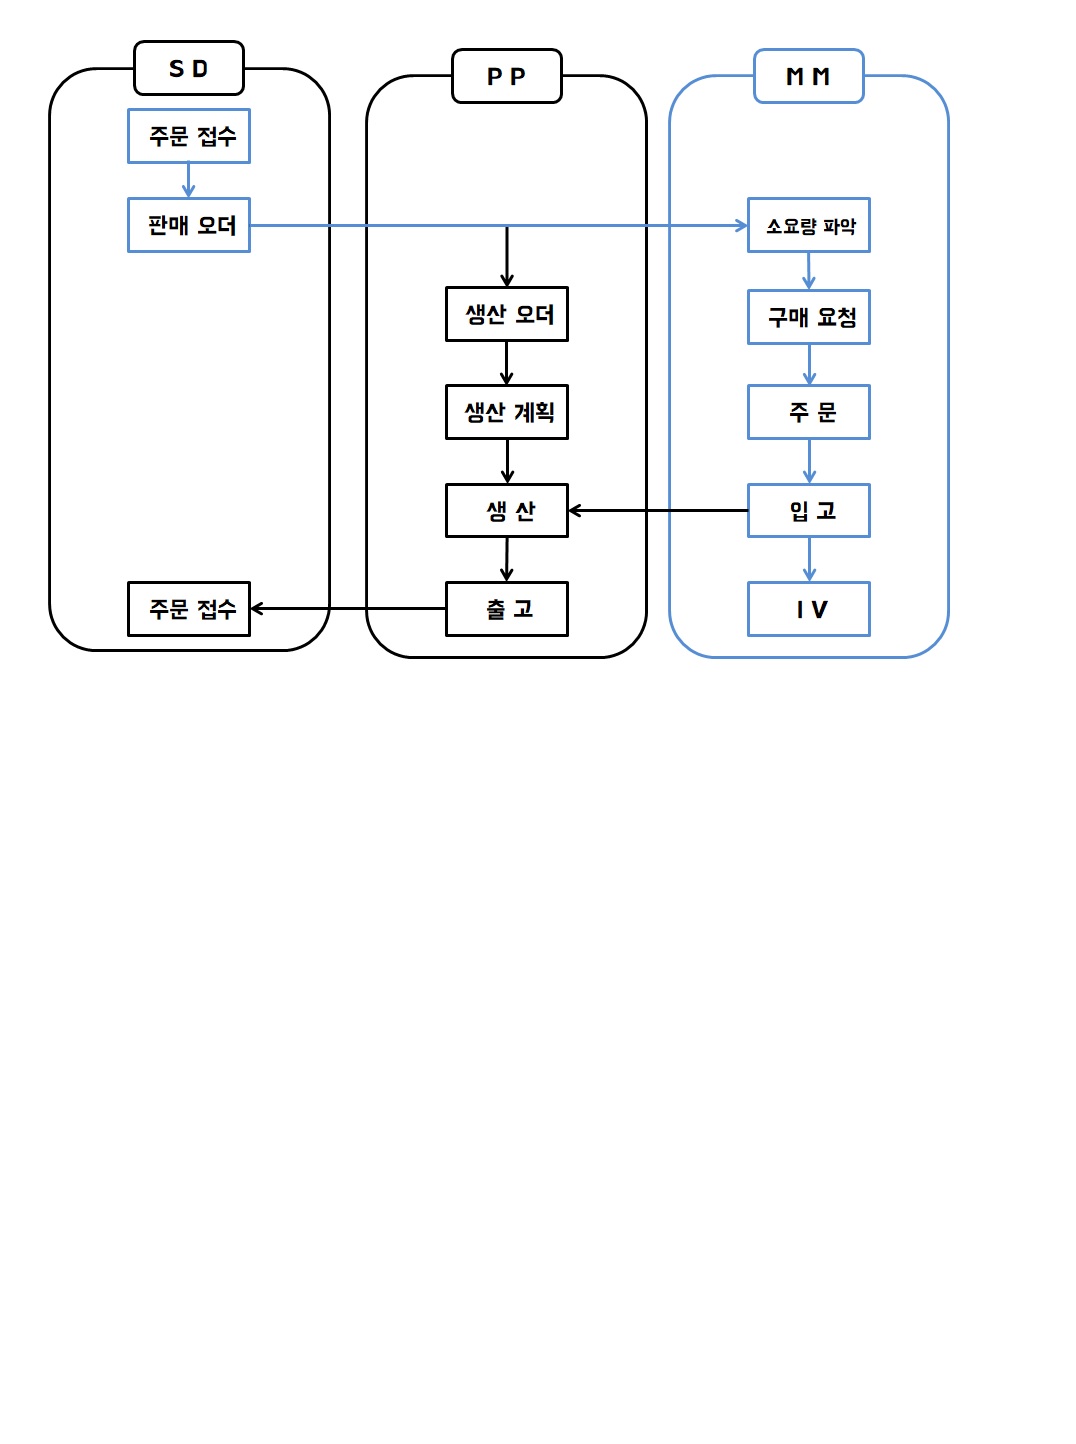 S D
주문 접수
판매 오더
주문 접수
P P
생산 오더
생산 계획
생 산
출 고
M M
소요량 파악
구매 요청
주 문
입 고
I V